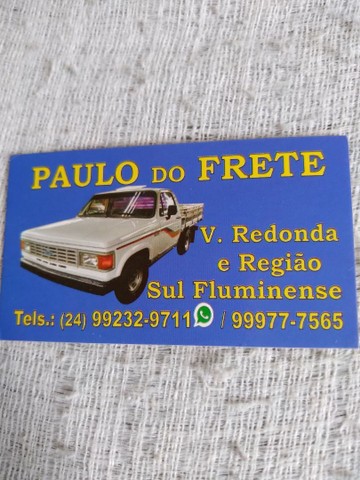 PAULO DO FRETE
V. Redonda
e Região
Sul Fluminense
Tels.: (24) 99232-9711 / 99977-7565